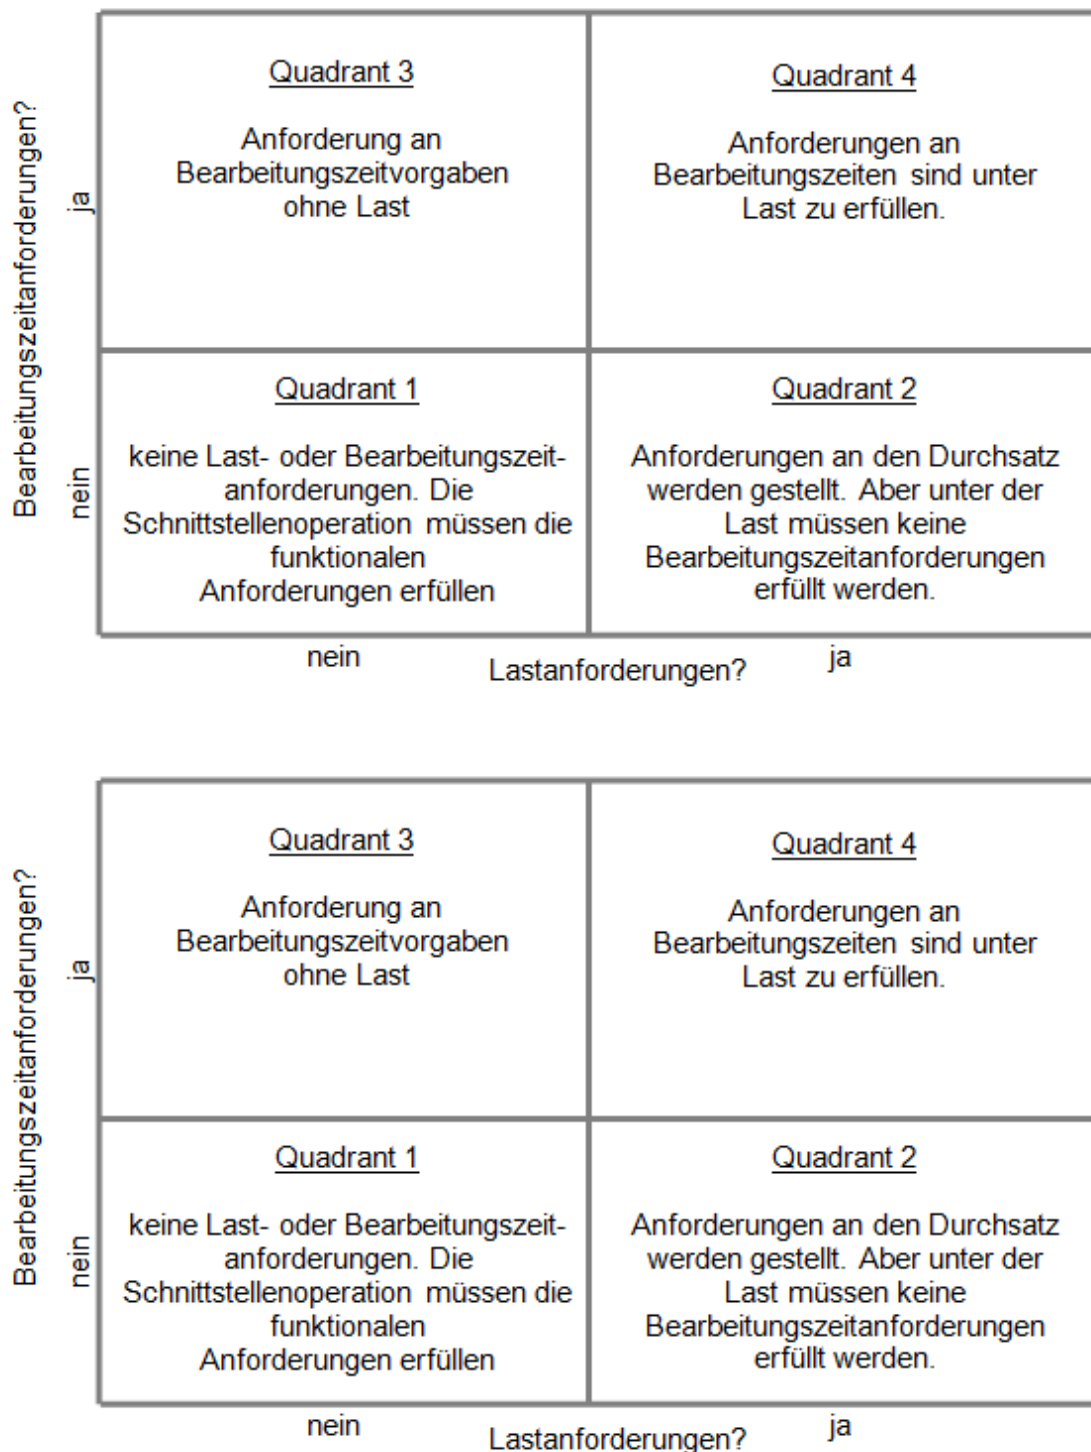 Bearbeitungszeitanforderungen?
ja
nein
Quadrant 3
Anforderung an
Bearbeitungszeitvorgaben
ohne Last
Quadrant 4
Anforderungen an
Bearbeitungszeiten sind unter
Last zu erfüllen.
Quadrant 1
keine Last- oder Bearbeitungszeit-
anforderungen. Die
Schnittstellenoperation müssen die
funktionalen
Anforderungen erfüllen
Quadrant 2
Anforderungen an den Durchsatz
werden gestellt. Aber unter der
Last müssen keine
Bearbeitungszeitanforderungen
erfüllt werden.
nein
Lastanforderungen?
ja
Bearbeitungszeitanforderungen?
ja
nein
Quadrant 3
Anforderung an
Bearbeitungszeitvorgaben
ohne Last
Quadrant 4
Anforderungen an
Bearbeitungszeiten sind unter
Last zu erfüllen.
Quadrant 1
keine Last- oder Bearbeitungszeit-
anforderungen. Die
Schnittstellenoperation müssen die
funktionalen
Anforderungen erfüllen
Quadrant 2
Anforderungen an den Durchsatz
werden gestellt. Aber unter der
Last müssen keine
Bearbeitungszeitanforderungen
erfüllt werden.
nein
Lastanforderungen?
ja